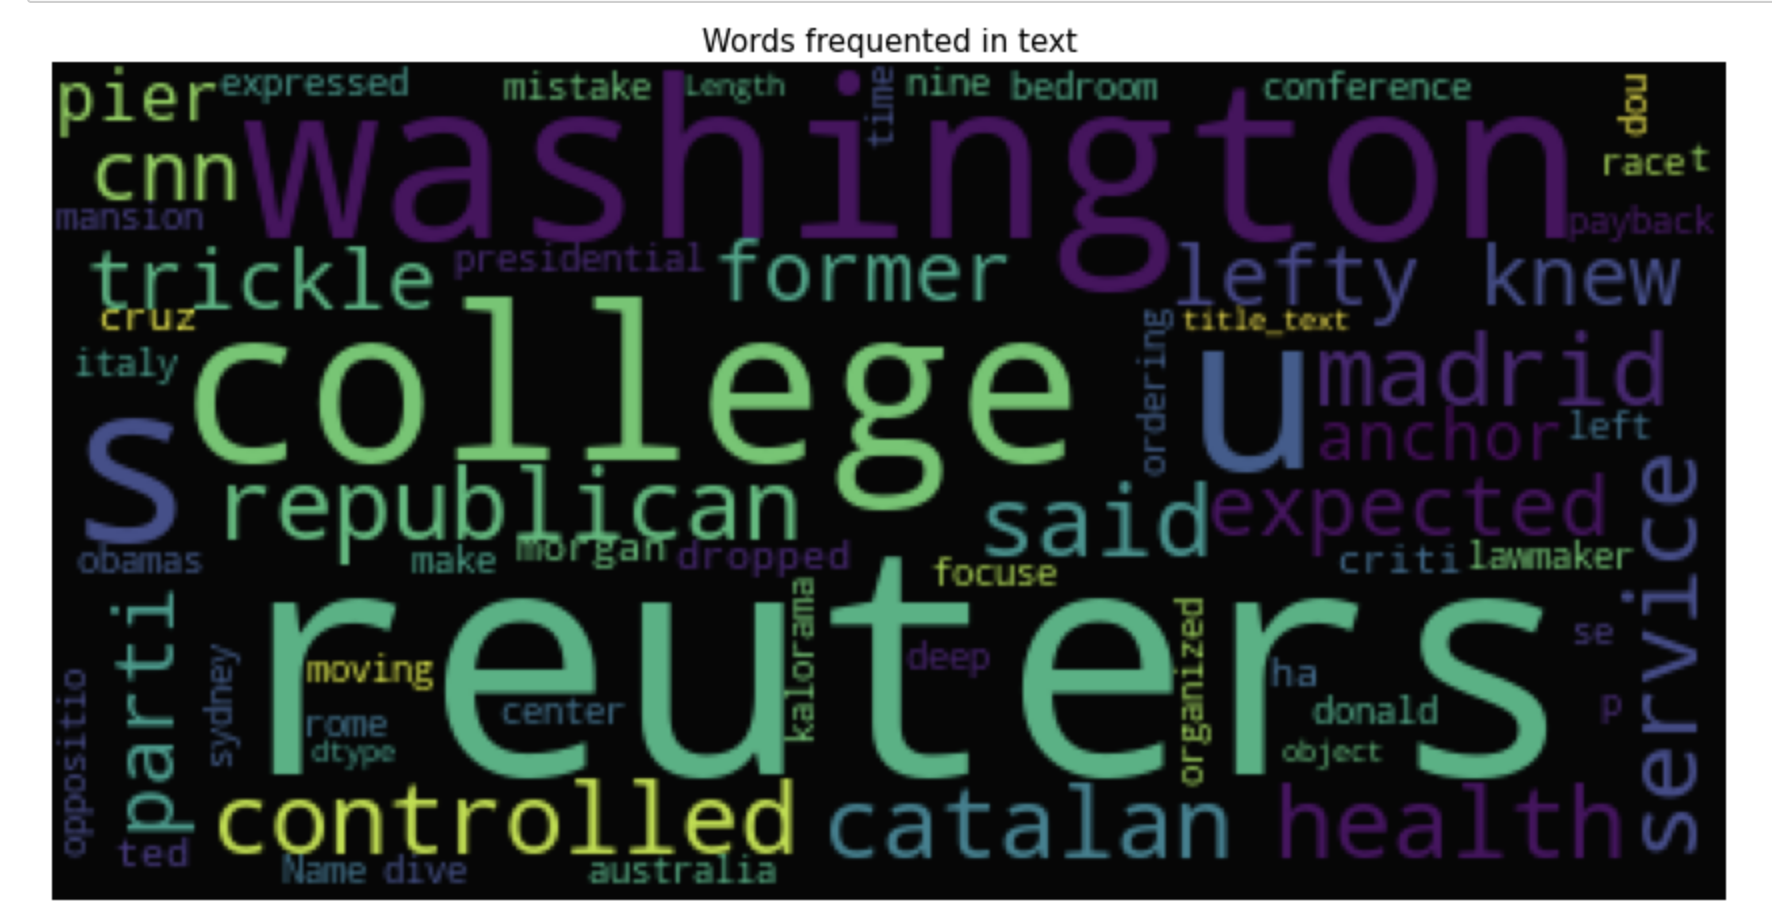 Words frequented in text
pier
expressed
mistake
Length
time
nine
bedroom
conference
dou
cnn
washington
race
t
mansion
payback
trickle
presidential
former
lefty
knew
cruz
title_text
italy
college
ordering
u
madrid
s
anchor
left
republican
said
expected
service
obamas
make
morgan
dropped
focuse
criti
lawmaker
parti
reuters
kalorama
organized
deep
se
oppositio
sydney
moving
ha
rome
center
donald
p
dtype
object
controlled
catalan
health
ted
Name
dive
australia